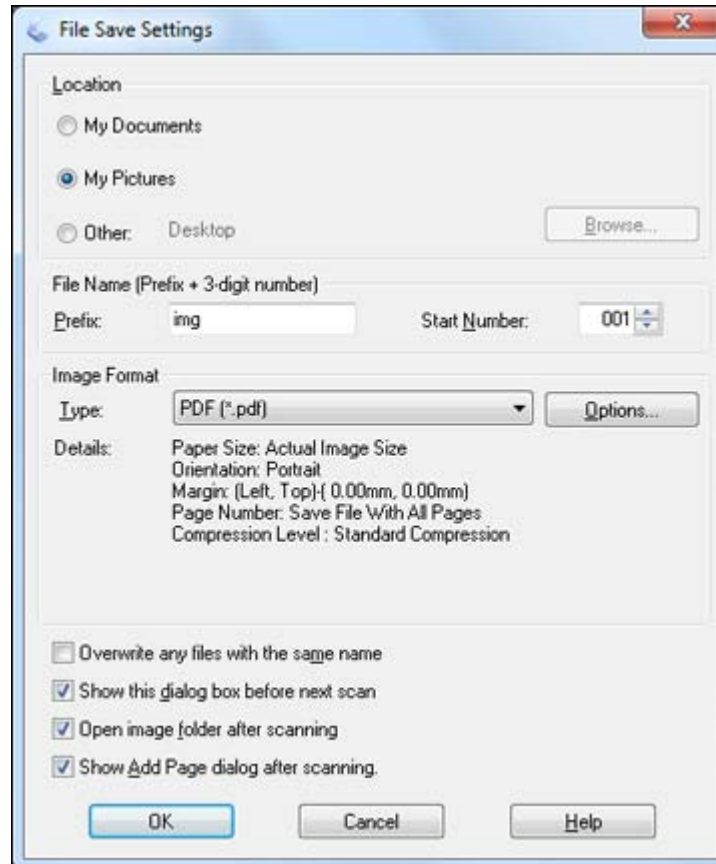 File Save Settings
Location
My Documents
My Pictures
Other: Desktop Browse...
File Name (Prefix + 3-digit number)
Prefix: img Start Number: 001
Image Format
Type: PDF (*.pdf) Options...
Details: Paper Size: Actual Image Size
Orientation: Portrait
Margin: (Left, Top)-( 0.00mm, 0.00mm)
Page Number: Save File With All Pages
Compression Level : Standard Compression
Overwrite any files with the same name
Show this dialog box before next scan
Open image folder after scanning
Show Add Page dialog after scanning.
OK Cancel Help